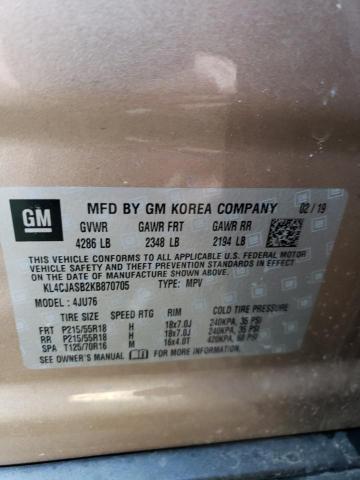 GM
MFD BY GM KOREA COMPANY 02/19
GVWR GAWR FRT GAWR RR
4286 LB 2348 LB 2194 LB
THIS VEHICLE CONFORMS TO ALL APPLICABLE U.S. FEDERAL MOTOR
VEHICLE SAFETY, BUMPER, AND THEFT PREVENTION STANDARDS
IN EFFECT ON THE DATE OF MANUFACTURE SHOWN ABOVE.
KL4CJASB2KB870705 TYPE: MPV
MODEL: 4JU76
TIRE SIZE SPEED RTG RIM COLD TIRE PRESSURE
FRT P215/55R18 H 18x7.0J 240KPA, 35 PSI
RR P215/55R18 H 18x7.0J 240KPA, 35 PSI
SPA T125/70R16 M 16x4.0T 420KPA, 60 PSI
SEE OWNER'S MANUAL FOR ADDITIONAL INFORMATION